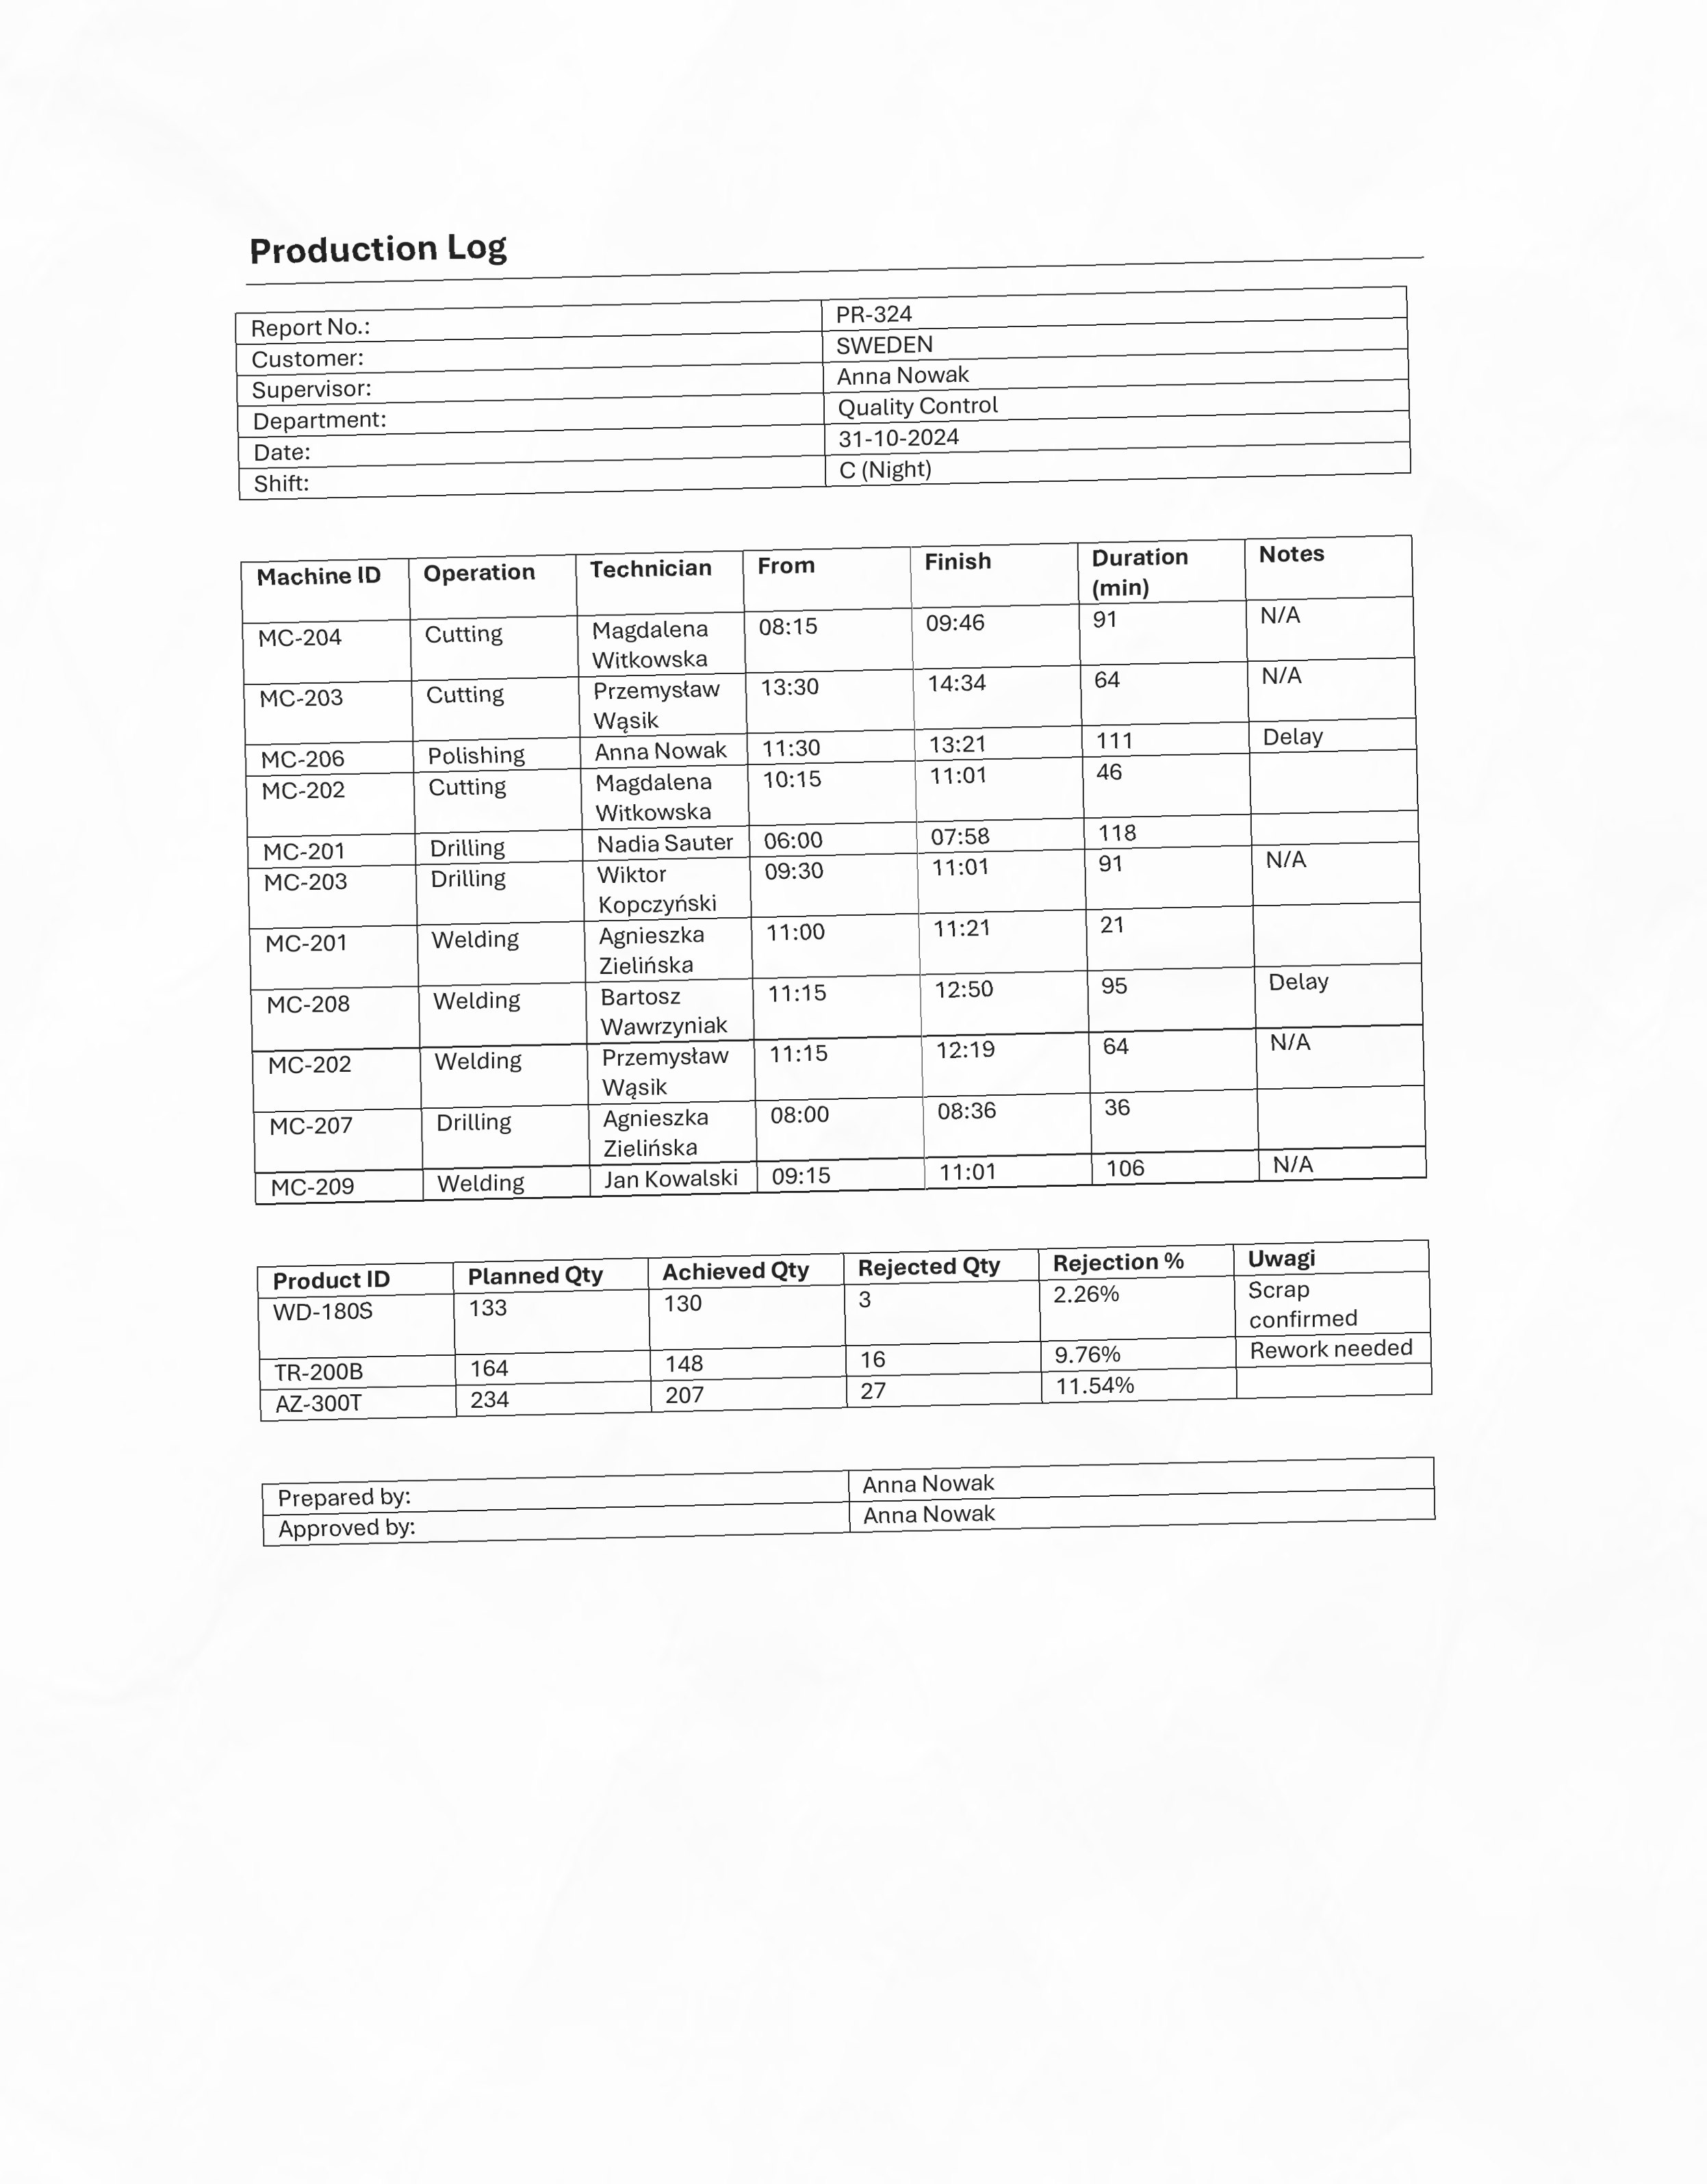 Production Log
Report No.: PR-324
Customer: SWEDEN
Supervisor: Anna Nowak
Department: Quality Control
Date: 31-10-2024
Shift: C (Night)
Machine ID Operation Technician From Finish Duration (min) Notes
MC-204 Cutting Magdalena Witkowska 08:15 09:46 91 N/A
MC-203 Cutting Przemysław Wąsik 13:30 14:34 64 N/A
MC-206 Polishing Anna Nowak 11:30 13:21 111 Delay
MC-202 Cutting Magdalena Witkowska 10:15 11:01 46
MC-201 Drilling Nadia Sauter 06:00 07:58 118
MC-203 Drilling Wiktor Kopczyński 09:30 11:01 91 N/A
MC-201 Welding Agnieszka Zielińska 11:00 11:21 21
MC-208 Welding Bartosz Wawrzyniak 11:15 12:50 95 Delay
MC-202 Welding Przemysław Wąsik 11:15 12:19 64 N/A
MC-207 Drilling Agnieszka Zielińska 08:00 08:36 36
MC-209 Welding Jan Kowalski 09:15 11:01 106 N/A
Product ID Planned Qty Achieved Qty Rejected Qty Rejection % Uwagi
WD-180S 133 130 3 2.26% Scrap confirmed
TR-200B 164 148 16 9.76% Rework needed
AZ-300T 234 207 27 11.54%
Prepared by: Anna Nowak
Approved by: Anna Nowak